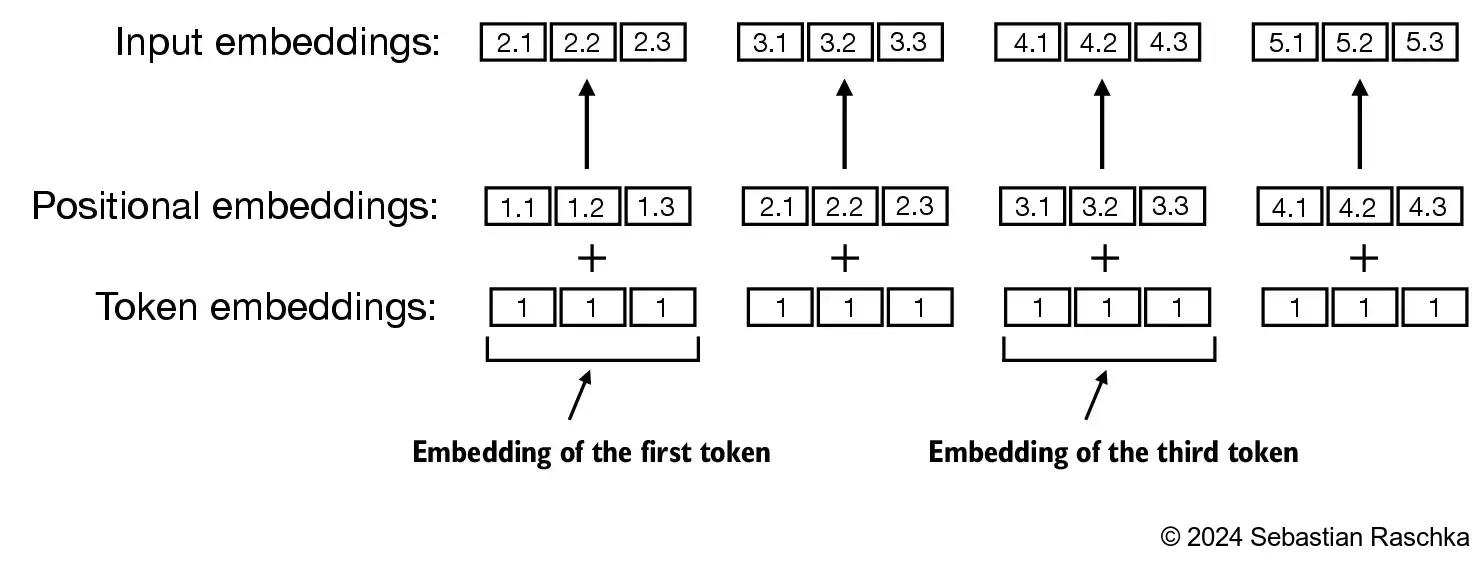 Input embeddings: 2.1 2.2 2.3 3.1 3.2 3.3 4.1 4.2 4.3 5.1 5.2 5.3
Positional embeddings: 1.1 1.2 1.3 2.1 2.2 2.3 3.1 3.2 3.3 4.1 4.2 4.3
+ + + +
Token embeddings: 1 1 1 1 1 1 1 1 1 1 1 1
Embedding of the first token Embedding of the third token
© 2024 Sebastian Raschka